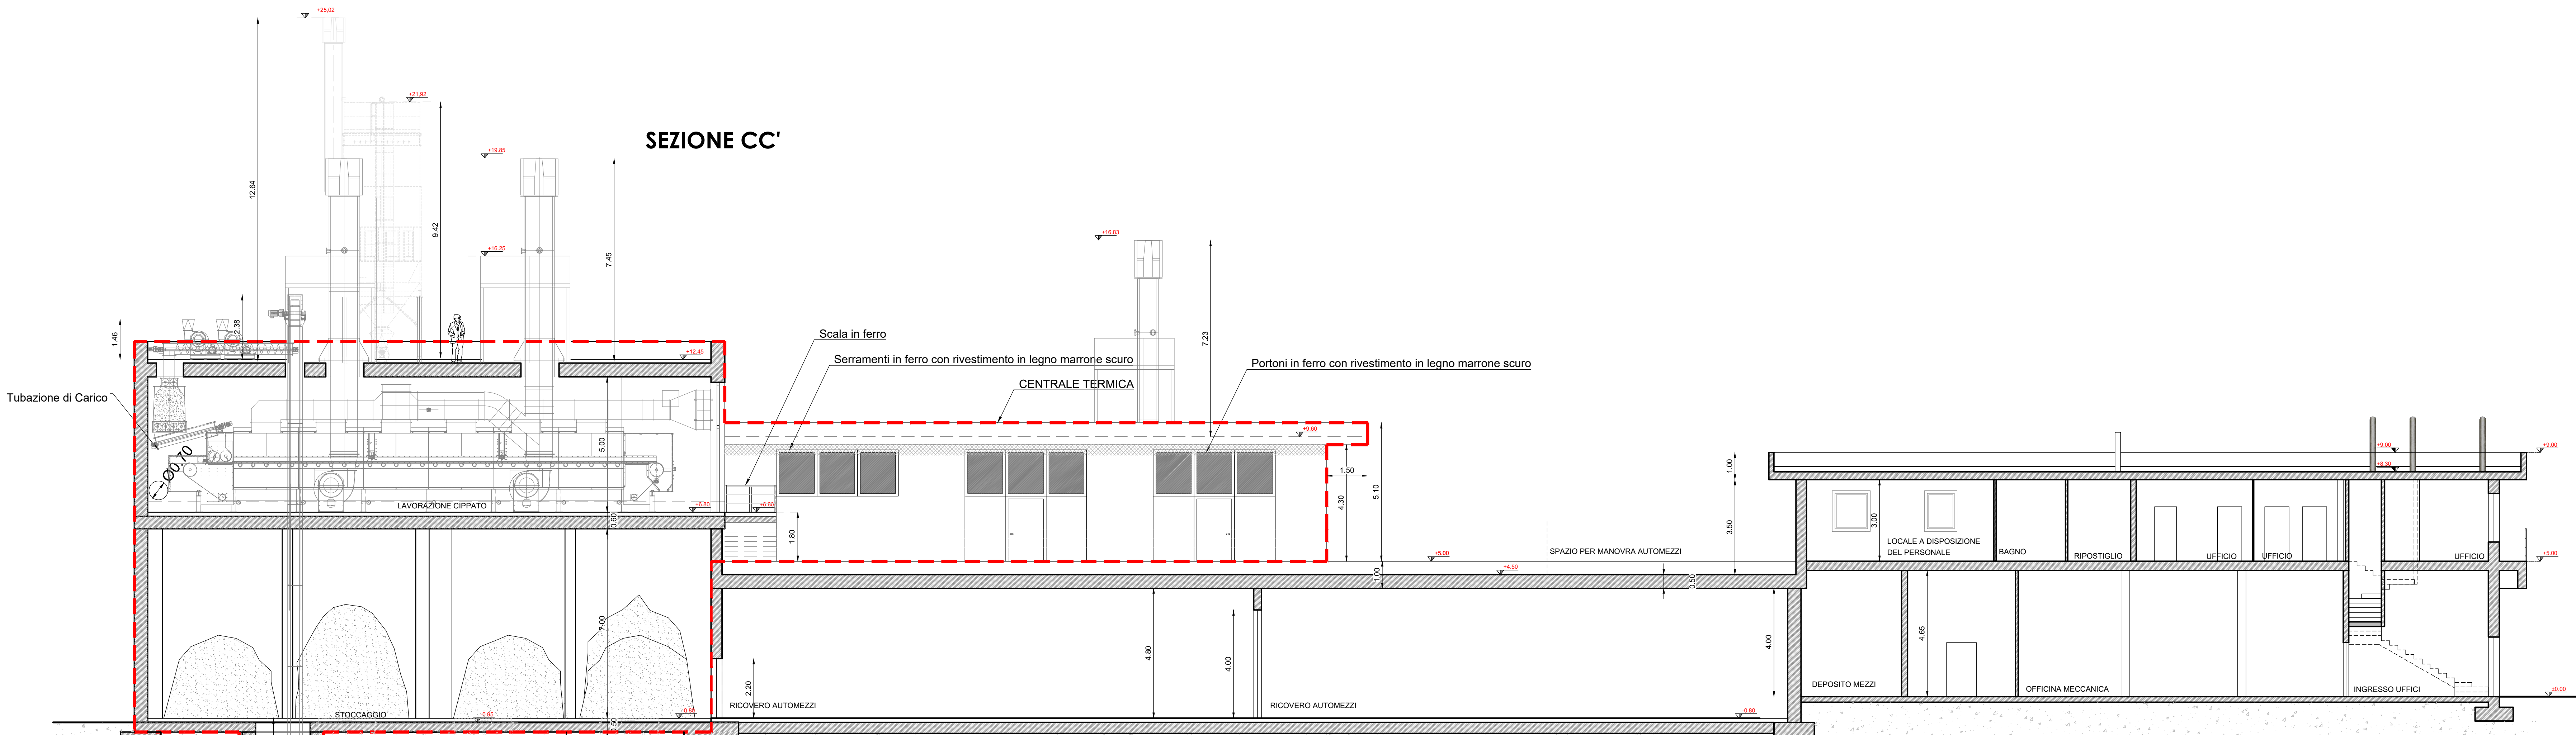 +25,02
+21,92
SEZIONE CC'
+19.85
12.64
9.42
7.45
+16.25
+16.83
7.23
2.38
1.46
Scala in ferro
Serramenti in ferro con rivestimento in legno marrone scuro
Portoni in ferro con rivestimento in legno marrone scuro
CENTRALE TERMICA
+12.45
Tubazione di Carico
Ø0.70
5.00
+9.60
1.50
5.10
4.30
+9.00
+8.30
+9.00
1.00
3.50
3.00
LAVORAZIONE CIPPATO
+6.80
+6.80
0.60
1.80
SPAZIO PER MANOVRA AUTOMEZZI
LOCALE A DISPOSIZIONE
DEL PERSONALE
BAGNO
RIPOSTIGLIO
UFFICIO
UFFICIO
UFFICIO
+5.00
+5.00
+4.50
1.00
0.50
7.00
4.80
4.00
4.00
4.65
2.20
DEPOSITO MEZZI
OFFICINA MECCANICA
INGRESSO UFFICI
±0.00
RICOVERO AUTOMEZZI
RICOVERO AUTOMEZZI
STOCCAGGIO
-0.95
-0.80
-0.80
0.50